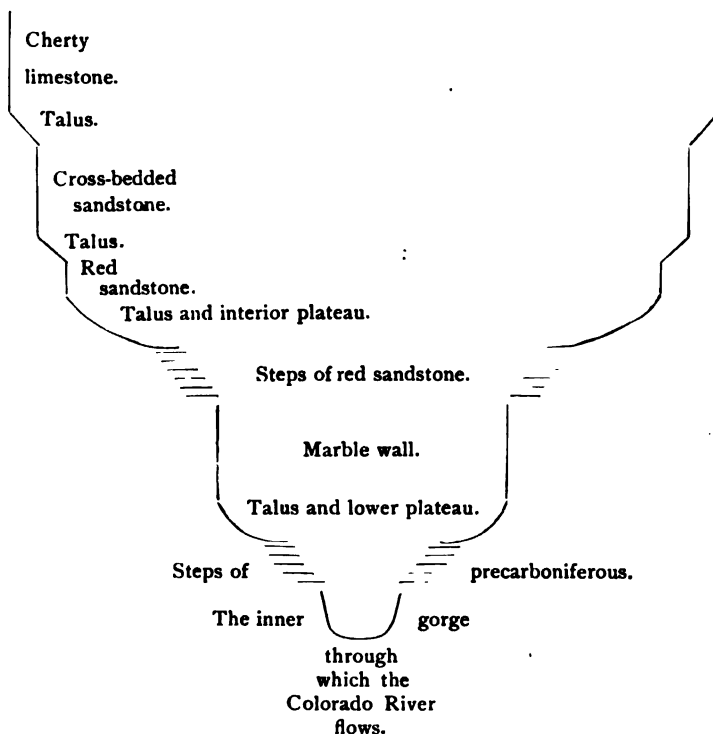 Cherty
limestone.
Talus.
Cross-bedded
sandstone.
Talus.
Red
sandstone.
Talus and interior plateau.
Steps of red sandstone.
Marble wall.
Talus and lower plateau.
Steps of precarboniferous.
The inner gorge
through
which the
Colorado River
flows.